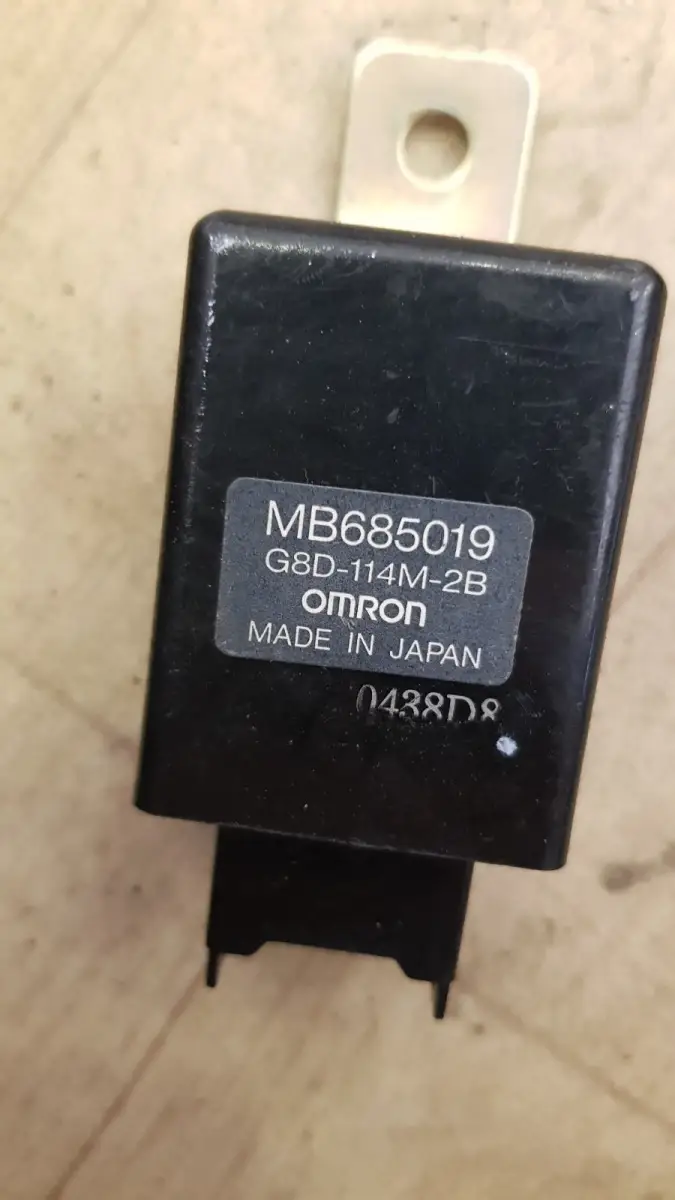 MB685019
G8D-114M-2B
OMRON
MADE IN JAPAN
0438D8